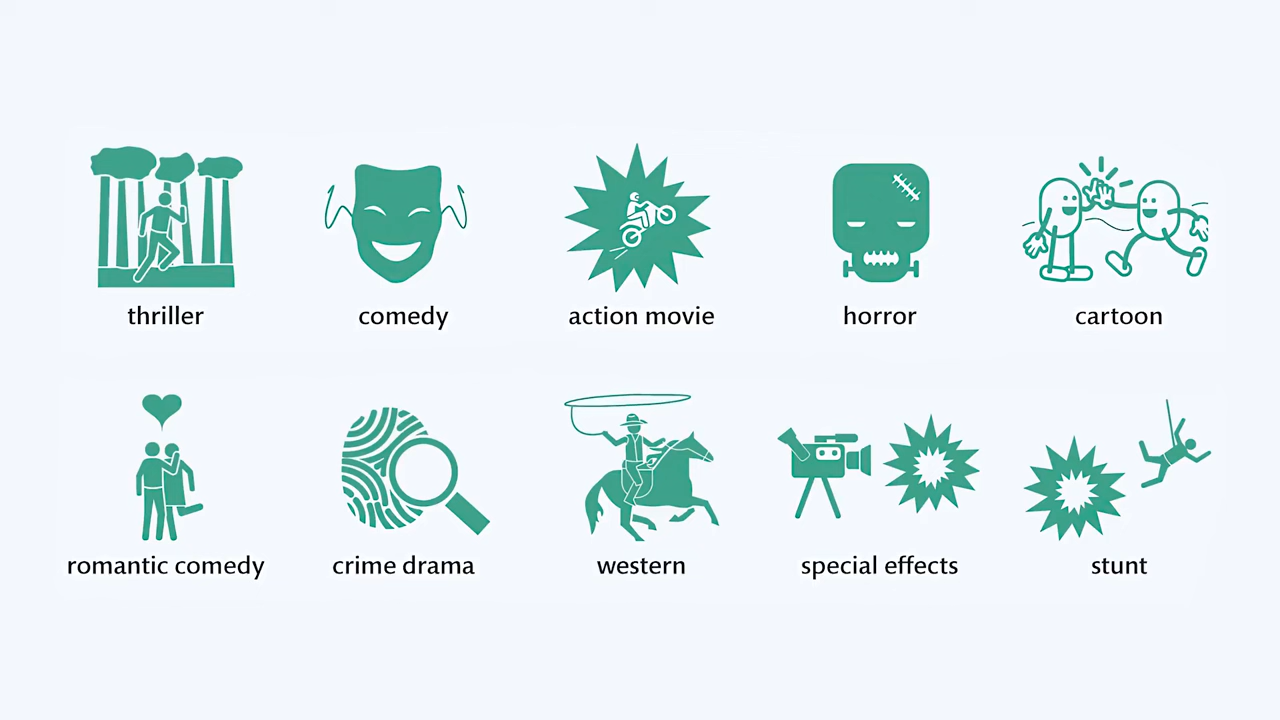 thriller
comedy
action movie
horror
cartoon
romantic comedy
crime drama
western
special effects
stunt